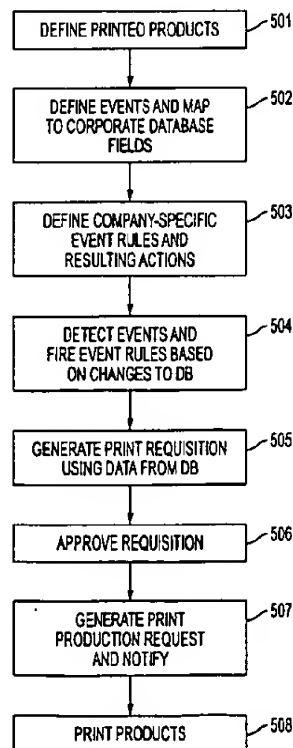 DEFINE PRINTED PRODUCTS
501
DEFINE EVENTS AND MAP
TO CORPORATE DATABASE
FIELDS
502
DEFINE COMPANY-SPECIFIC
EVENT RULES AND
RESULTING ACTIONS
503
DETECT EVENTS AND
FIRE EVENT RULES BASED
ON CHANGES TO DB
504
GENERATE PRINT REQUISITION
USING DATA FROM DB
505
APPROVE REQUISITION
506
GENERATE PRINT
PRODUCTION REQUEST
AND NOTIFY
507
PRINT PRODUCTS
508